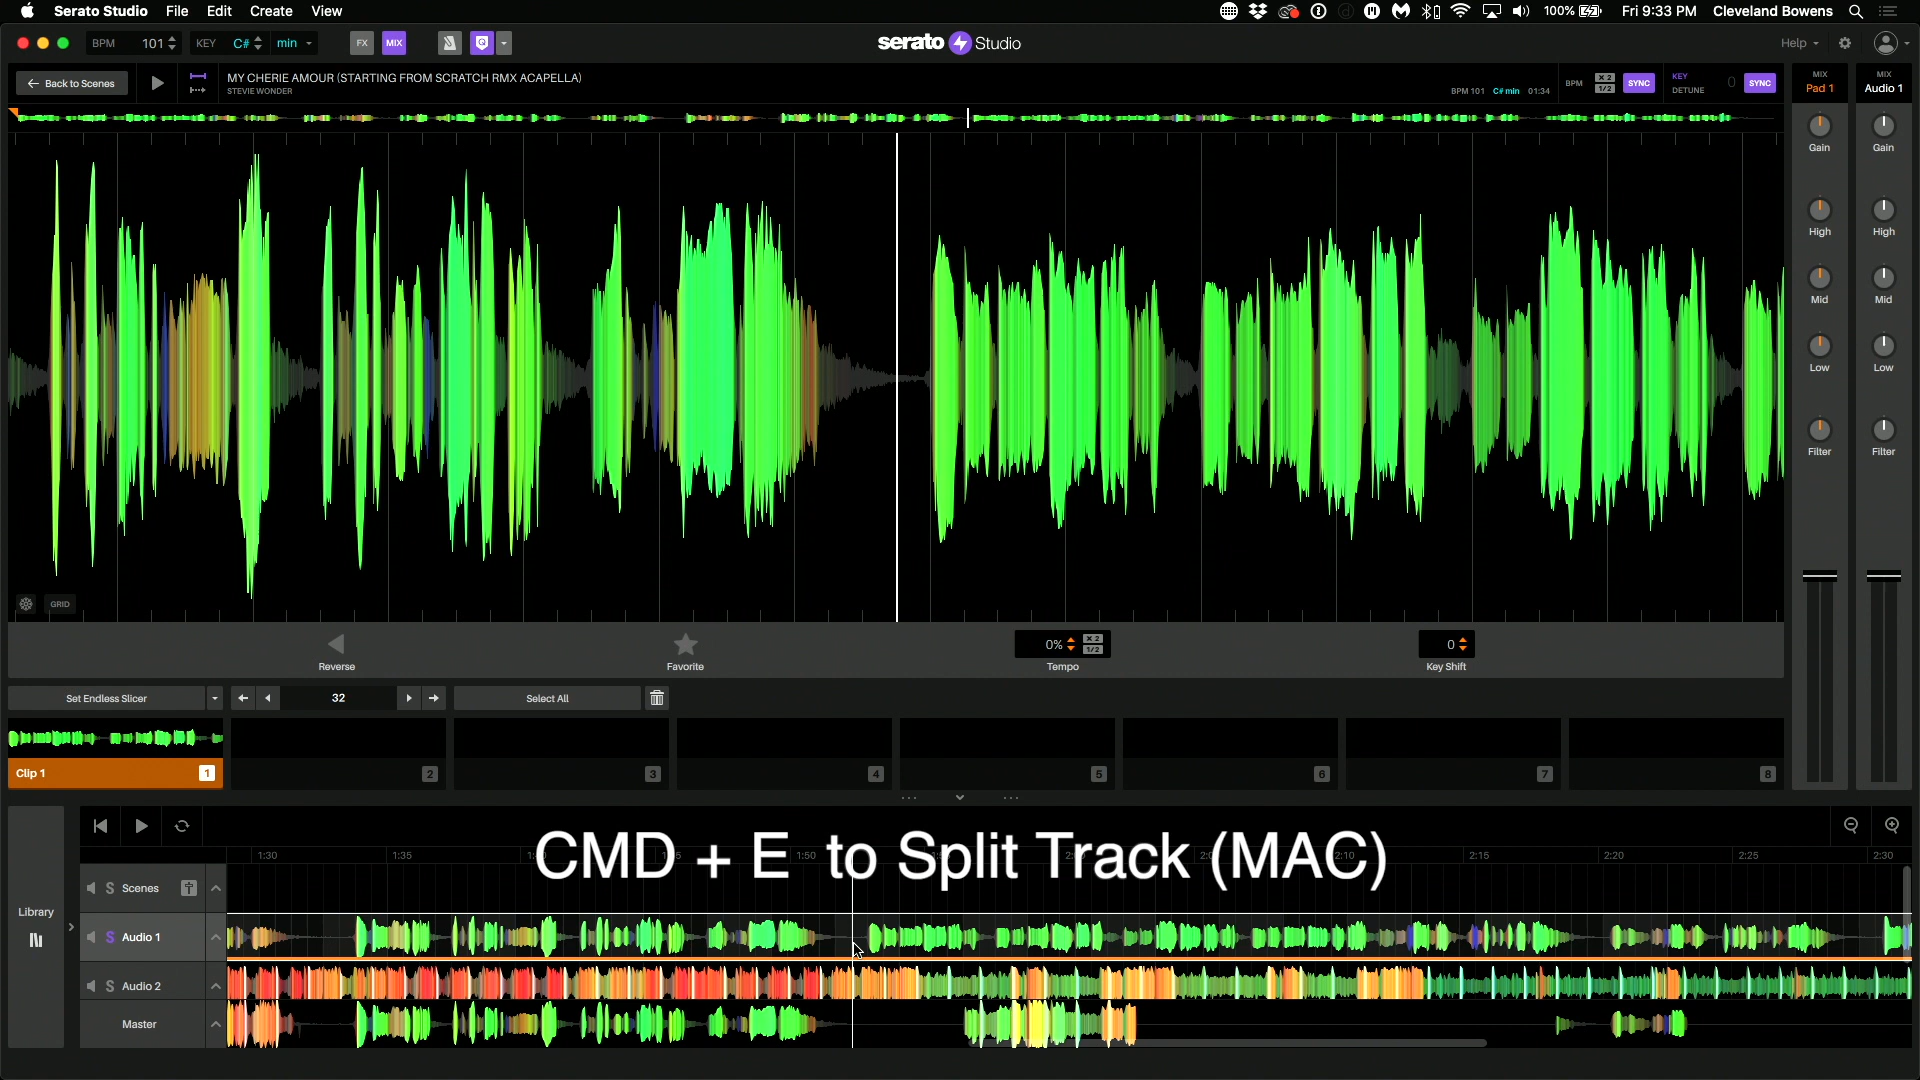 Serato Studio File Edit Create View 100% Fri 9:33 PM Cleveland Bowens
BPM 101 KEY C# min FX MIX serato Studio Help
Back to Scenes MY CHERIE AMOUR (STARTING FROM SCRATCH RMX ACAPELLA)
STEVIE WONDER
BPM 101 C# min 01:34 BPM X 2 1/2 SYNC KEY DETUNE 0 SYNC
MIX MIX
Pad 1 Audio 1
Gain Gain
High High
Mid Mid
Low Low
Filter Filter
GRID
0% X 2 1/2 0
Reverse Favorite Tempo Key Shift
Set Endless Slicer 32 Select All
Clip 1 1 2 3 4 5 6 7 8
CMD + E to Split Track (MAC)
1:30 1:35 1:50 2:10 2:15 2:20 2:25 2:30
S Scenes
Library
S Audio 1
S Audio 2
Master